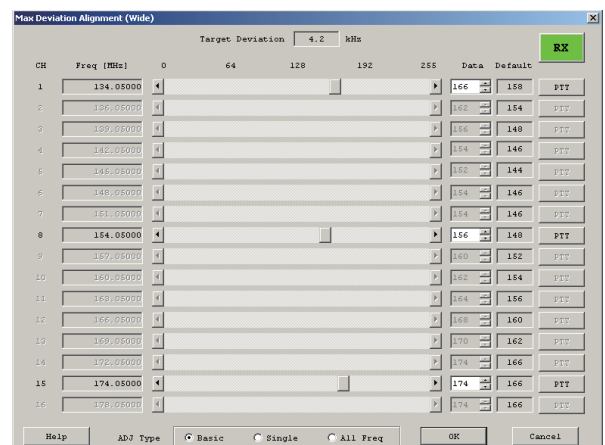 Max Deviation Alignment (Wide)
Target Deviation 4.2 kHz
RX
CH Freq [MHz] 0 64 128 192 255 Data Default
1 134.05000 166 158 PTT
2 136.05000 162 154 PTT
3 139.05000 156 148 PTT
4 142.05000 154 146 PTT
5 145.05000 152 144 PTT
6 148.05000 154 146 PTT
7 151.05000 154 146 PTT
8 154.05000 156 148 PTT
9 157.05000 160 152 PTT
10 160.05000 162 154 PTT
11 163.05000 164 156 PTT
12 166.05000 168 160 PTT
13 169.05000 170 162 PTT
14 172.05000 174 166 PTT
15 174.05000 174 166 PTT
16 178.05000 174 166 PTT
Help ADJ Type Basic Single All Freq OK Cancel